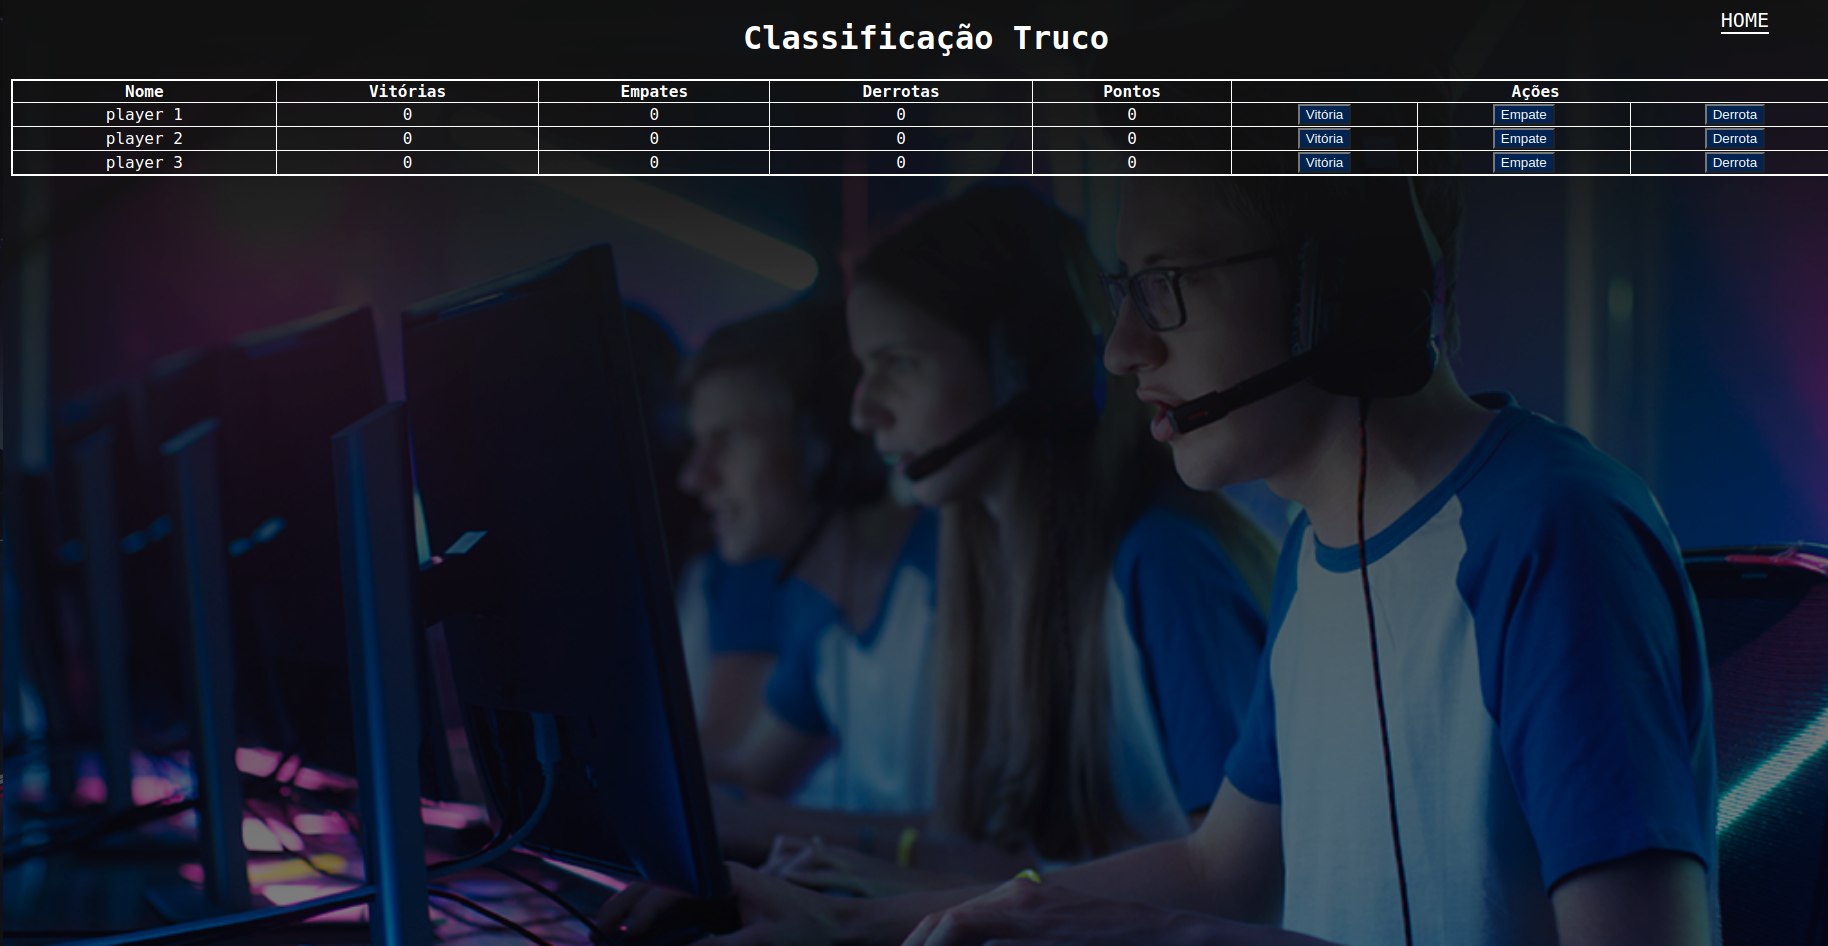 HOME
Classificação Truco
Nome Vitórias Empates Derrotas Pontos Ações
player 1 0 0 0 0 Vitória Empate Derrota
player 2 0 0 0 0 Vitória Empate Derrota
player 3 0 0 0 0 Vitória Empate Derrota